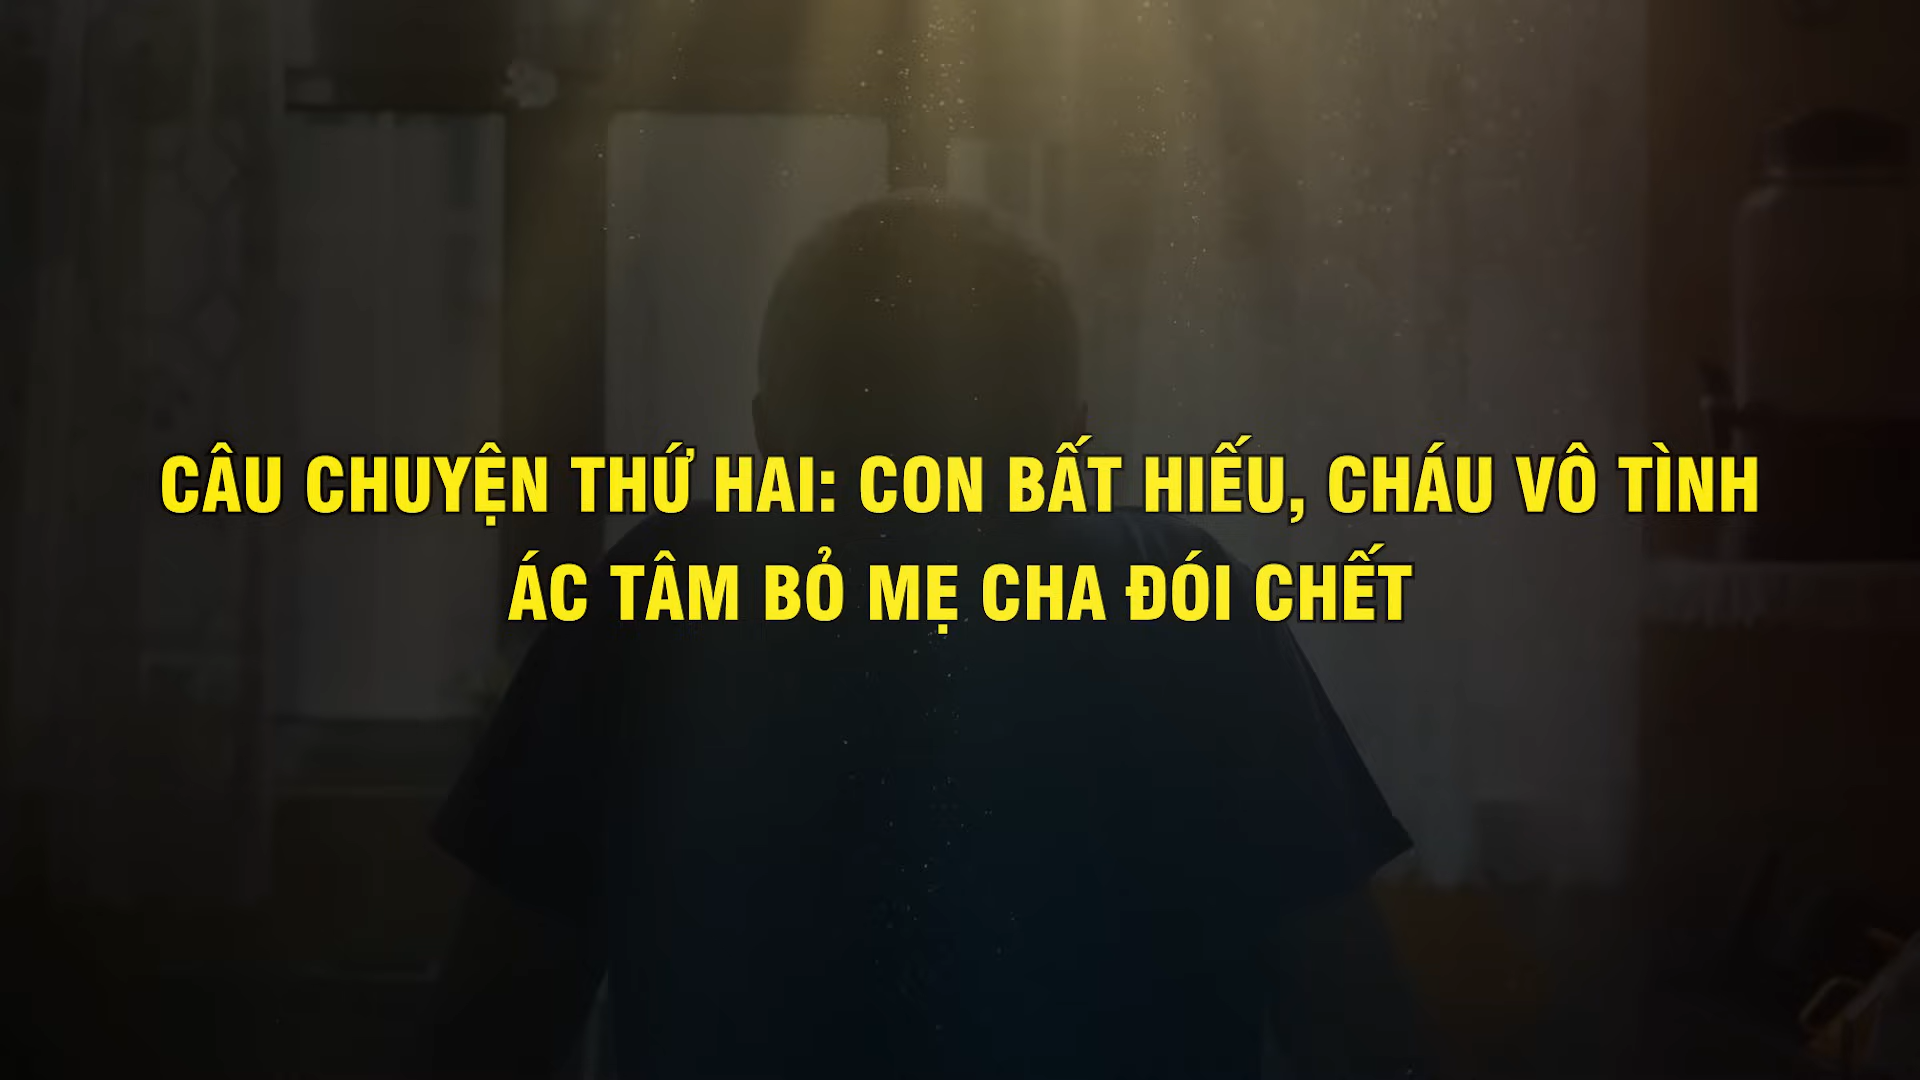 CÂU CHUYỆN THỨ HAI: CON BẤT HIẾU, CHÁU VÔ TÌNH
ÁC TÂM BỎ MẸ CHA ĐÓI CHẾT